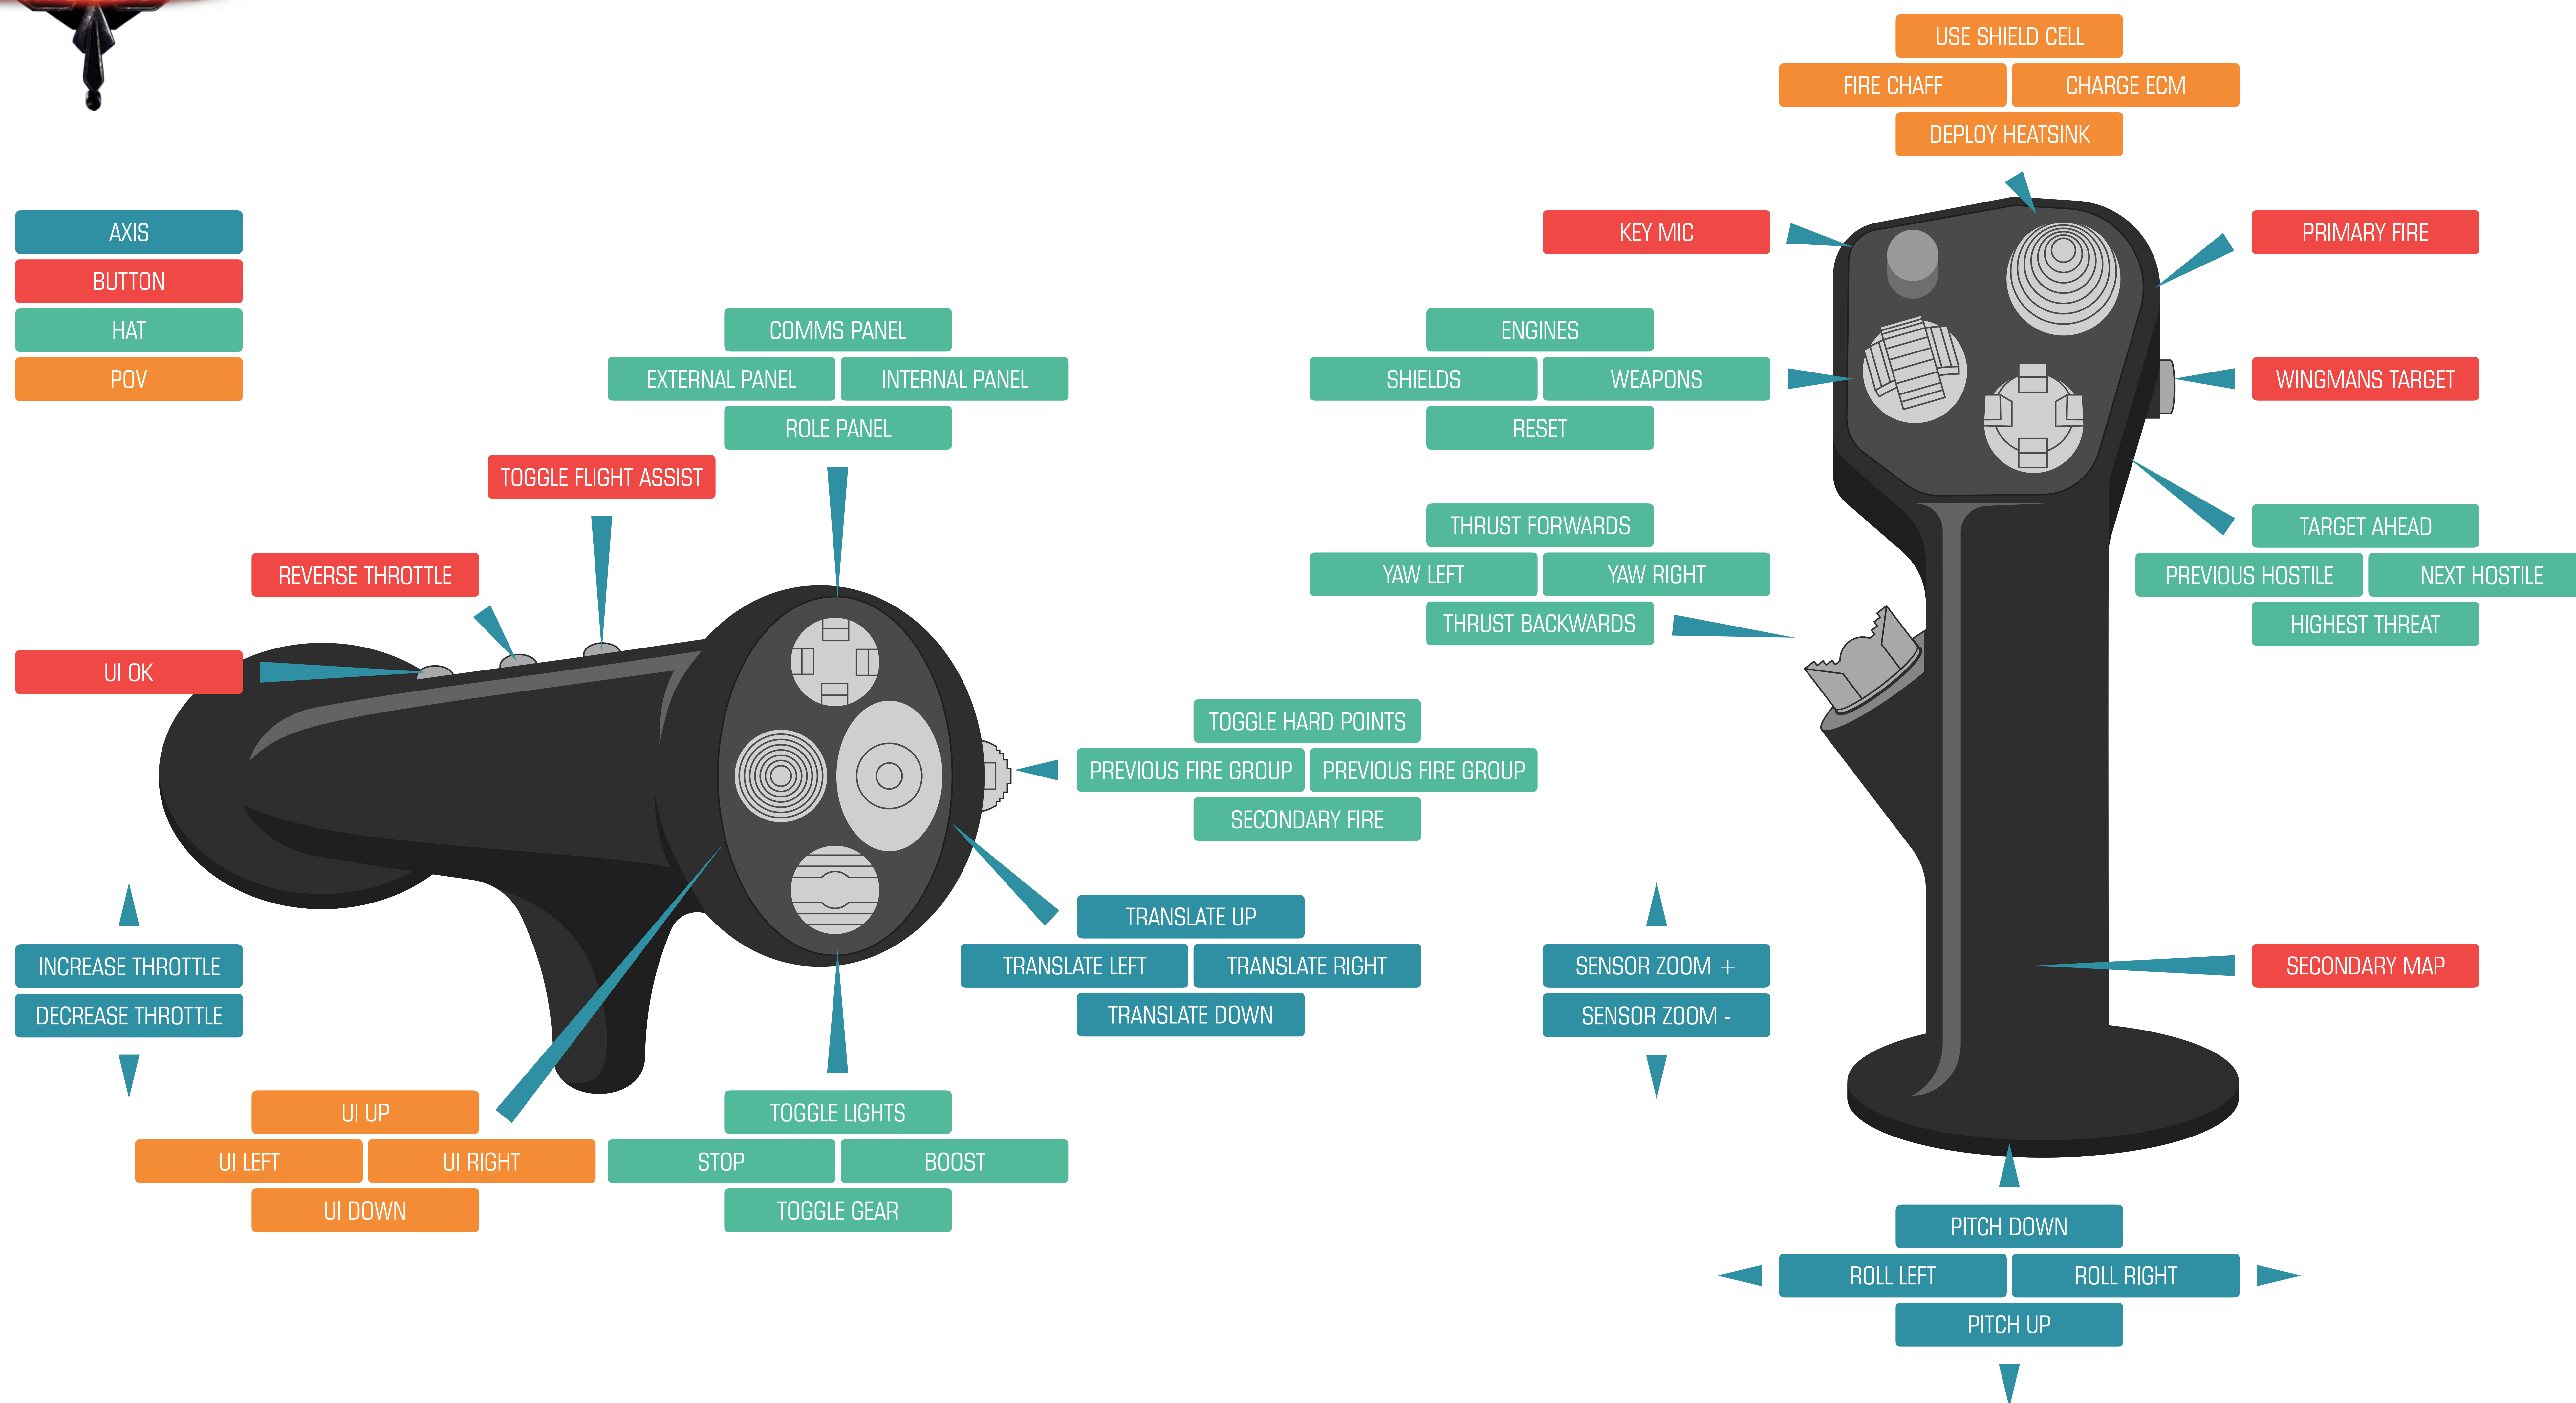 USE SHIELD CELL
FIRE CHAFF CHARGE ECM
DEPLOY HEATSINK
AXIS
BUTTON
HAT
POV
KEY MIC
PRIMARY FIRE
COMMS PANEL
EXTERNAL PANEL INTERNAL PANEL
ROLE PANEL
ENGINES
SHIELDS WEAPONS
RESET
WINGMANS TARGET
TOGGLE FLIGHT ASSIST
REVERSE THROTTLE
UI OK
THRUST FORWARDS
YAW LEFT YAW RIGHT
THRUST BACKWARDS
TARGET AHEAD
PREVIOUS HOSTILE NEXT HOSTILE
HIGHEST THREAT
TOGGLE HARD POINTS
PREVIOUS FIRE GROUP PREVIOUS FIRE GROUP
SECONDARY FIRE
TRANSLATE UP
TRANSLATE LEFT TRANSLATE RIGHT
TRANSLATE DOWN
INCREASE THROTTLE
DECREASE THROTTLE
SENSOR ZOOM +
SENSOR ZOOM -
SECONDARY MAP
UI UP
UI LEFT UI RIGHT
UI DOWN
TOGGLE LIGHTS
STOP BOOST
TOGGLE GEAR
PITCH DOWN
ROLL LEFT ROLL RIGHT
PITCH UP